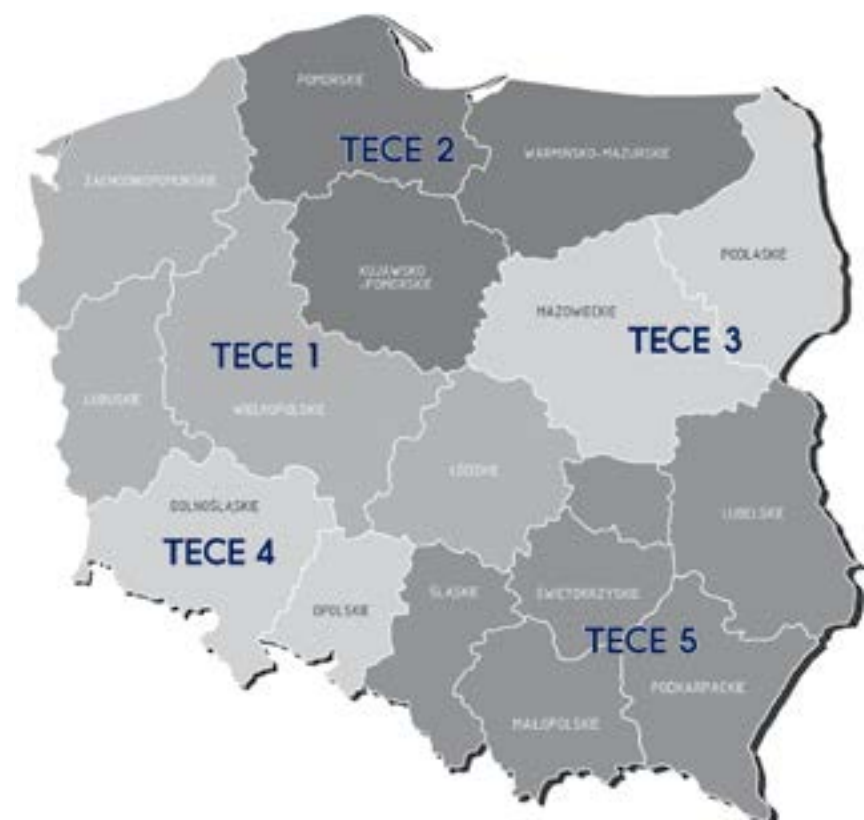 POMORSKIE
TECE 2
WARMIŃSKO-MAZURSKIE
ZACHODNIOPOMORSKIE
PODLASKIE
KUJAWSKO
-POMORSKIE
MAZOWIECKIE
TECE 3
TECE 1
LUBUSKIE
WIELKOPOLSKIE
ŁÓDZKIE
DOLNOŚLĄSKIE
LUBELSKIE
TECE 4
ŚLĄSKIE
ŚWIETOKRZYSKIE
OPOLSKIE
TECE 5
PODKARPACKIE
MAŁOPOLSKIE